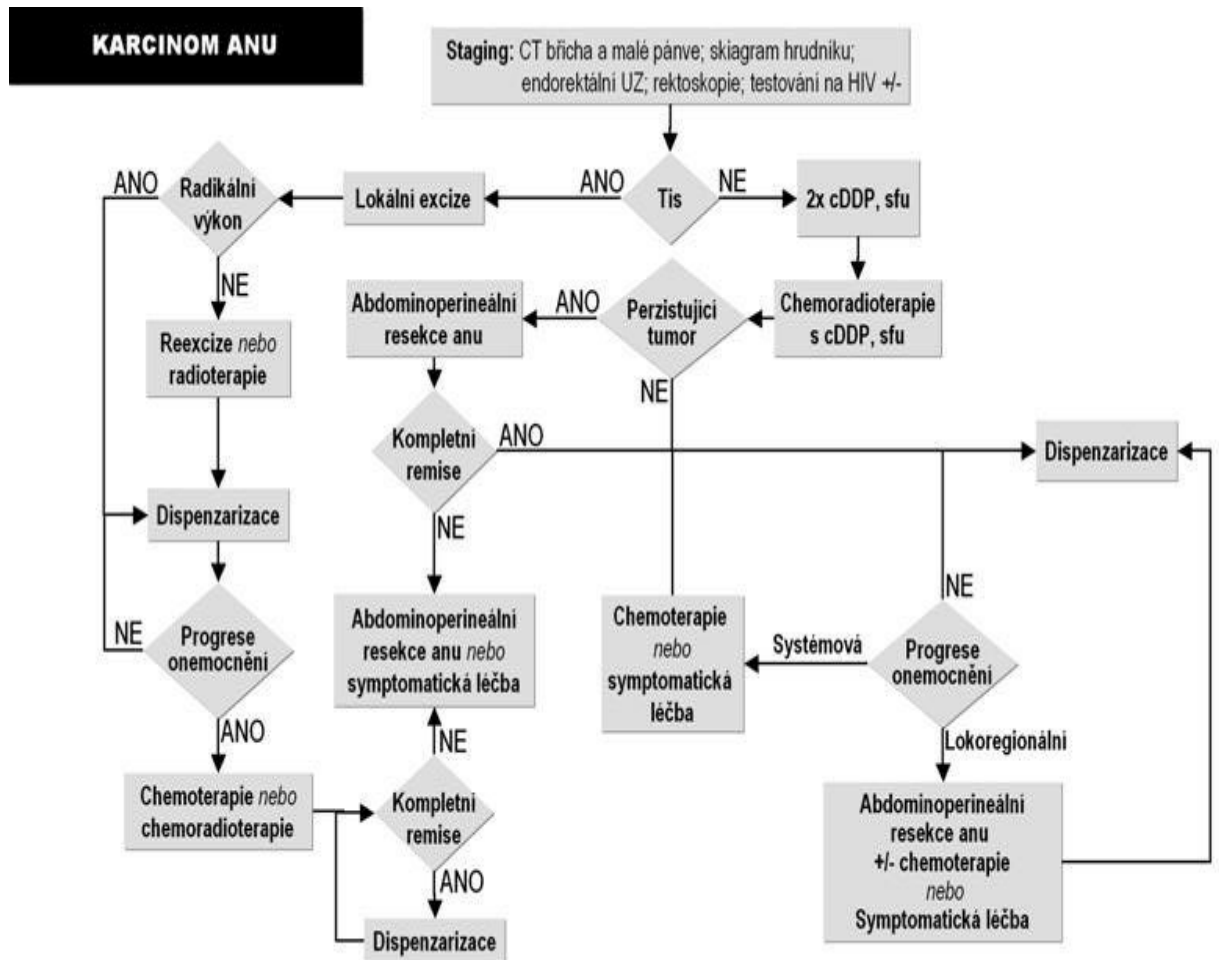 KARCINOM ANU
Staging: CT břicha a malé pánve; skiagram hrudníku;
endorektální UZ; rektoskopie; testování na HIV +/-
ANO
Radikální
výkon
Lokální excize
ANO
Tis
NE
2x cDDP, sfu
NE
Abdominoperineální
resekce anu
ANO
Perzistující
tumor
Chemoradioterapie
s cDDP, sfu
Reexcize nebo
radioterapie
NE
Kompletní
remise
ANO
Dispenzarizace
Dispenzarizace
NE
NE
NE
Progrese
onemocnění
Abdominoperineální
resekce anu nebo
symptomatická léčba
Chemoterapie
nebo
symptomatická
léčba
Systémová
Progrese
onemocnění
ANO
NE
Lokoregionální
Chemoterapie nebo
chemoradioterapie
Kompletní
remise
Abdominoperineální
resekce anu
+/- chemoterapie
nebo
Symptomatická léčba
ANO
Dispenzarizace